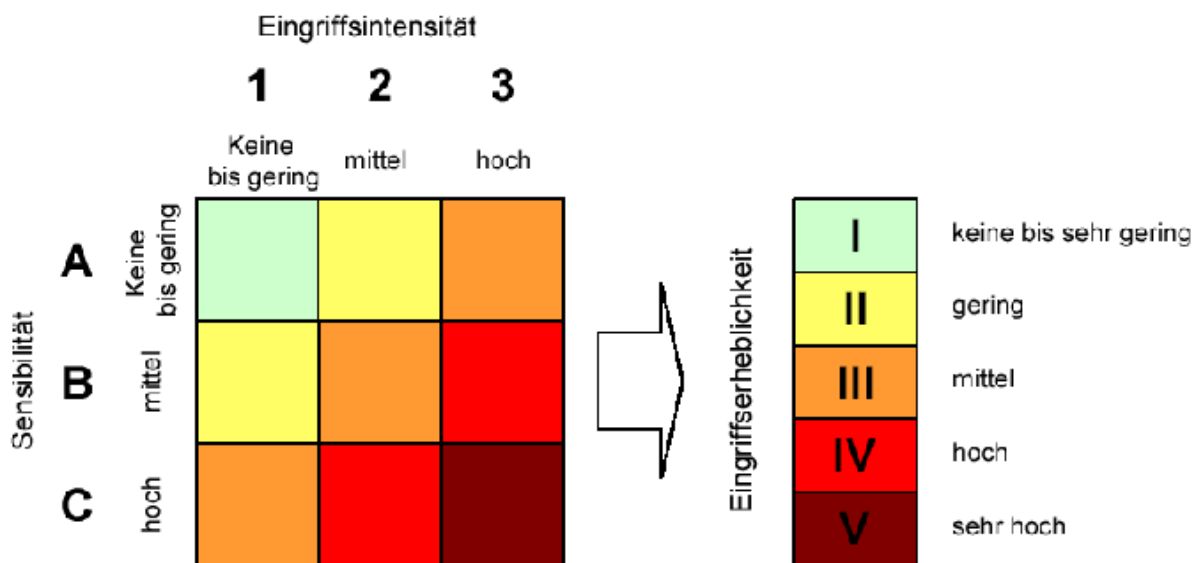 Eingriffsintensität
1 2 3
Keine
bis gering
mittel
hoch
Sensibilität
A
Keine
bis gering
B
mittel
C
hoch
Eingriffserheblichkeit
I keine bis sehr gering
II gering
III mittel
IV hoch
V sehr hoch